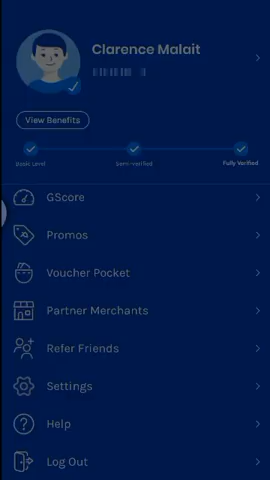 Clarence Malait
View Benefits
Basic Level
Semi-verified
Fully Verified
GScore
Promos
Voucher Pocket
Partner Merchants
Refer Friends
Settings
Help
Log Out